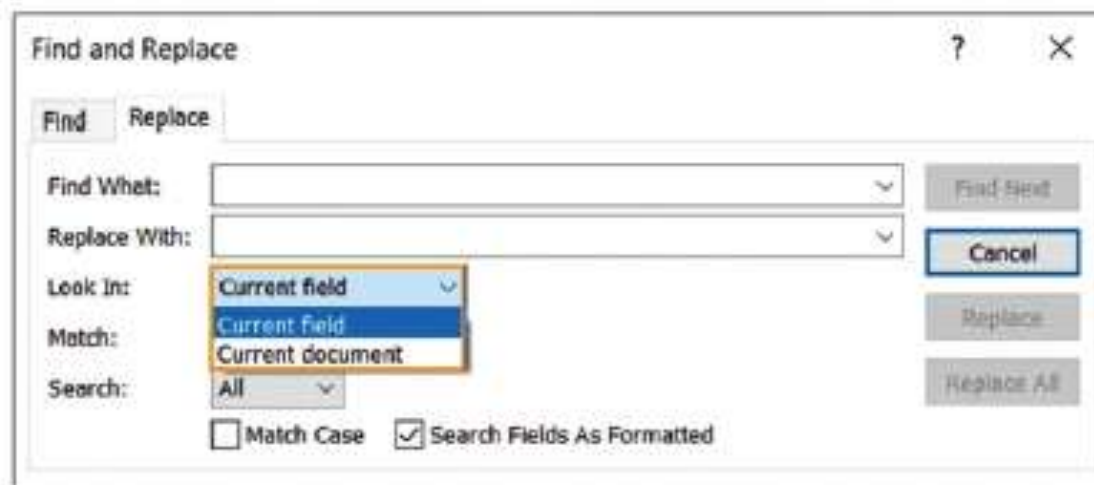 Find and Replace ?
Find Replace
Find What: Find Next
Replace With: Cancel
Look In: Current field
Current field
Match: Replace
Current document
Search: All Replace All
Match Case Search Fields As Formatted